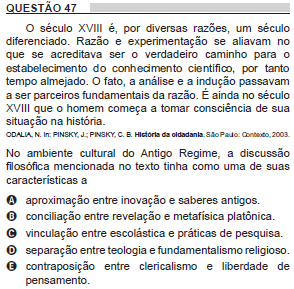 QUESTÃO 47
O século XVIII é, por diversas razões, um século
diferenciado. Razão e experimentação se aliavam no
que se acreditava ser o verdadeiro caminho para o
estabelecimento do conhecimento científico, por tanto
tempo almejado. O fato, a análise e a indução passavam
a ser parceiros fundamentais da razão. É ainda no século
XVIII que o homem começa a tomar consciência de sua
situação na história.
ODALIA, N. In: PINSKY, J.; PINSKY, C. B. História da cidadania. São Paulo: Contexto, 2003.
No ambiente cultural do Antigo Regime, a discussão
filosófica mencionada no texto tinha como uma de suas
características a
A aproximação entre inovação e saberes antigos.
B conciliação entre revelação e metafísica platônica.
C vinculação entre escolástica e práticas de pesquisa.
D separação entre teologia e fundamentalismo religioso.
E contraposição entre clericalismo e liberdade de
pensamento.